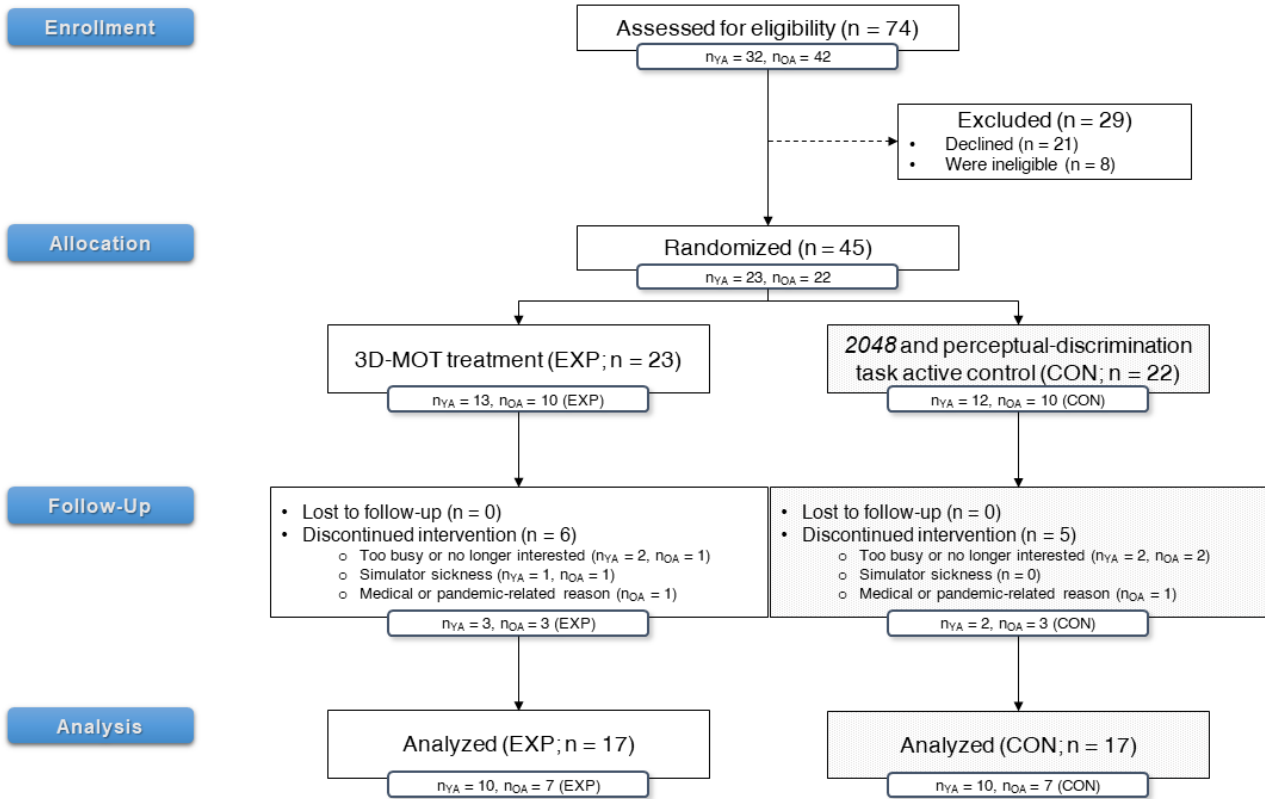 Enrollment
Assessed for eligibility (n = 74)
nYA = 32, nOA = 42
Excluded (n = 29)
• Declined (n = 21)
• Were ineligible (n = 8)
Allocation
Randomized (n = 45)
nYA = 23, nOA = 22
3D-MOT treatment (EXP; n = 23)
nYA = 13, nOA = 10 (EXP)
2048 and perceptual-discrimination
task active control (CON; n = 22)
nYA = 12, nOA = 10 (CON)
Follow-Up
• Lost to follow-up (n = 0)
• Discontinued intervention (n = 6)
o Too busy or no longer interested (nYA = 2, nOA = 1)
o Simulator sickness (nYA = 1, nOA = 1)
o Medical or pandemic-related reason (nOA = 1)
nYA = 3, nOA = 3 (EXP)
• Lost to follow-up (n = 0)
• Discontinued intervention (n = 5)
o Too busy or no longer interested (nYA = 2, nOA = 2)
o Simulator sickness (n = 0)
o Medical or pandemic-related reason (nOA = 1)
nYA = 2, nOA = 3 (CON)
Analysis
Analyzed (EXP; n = 17)
nYA = 10, nOA = 7 (EXP)
Analyzed (CON; n = 17)
nYA = 10, nOA = 7 (CON)